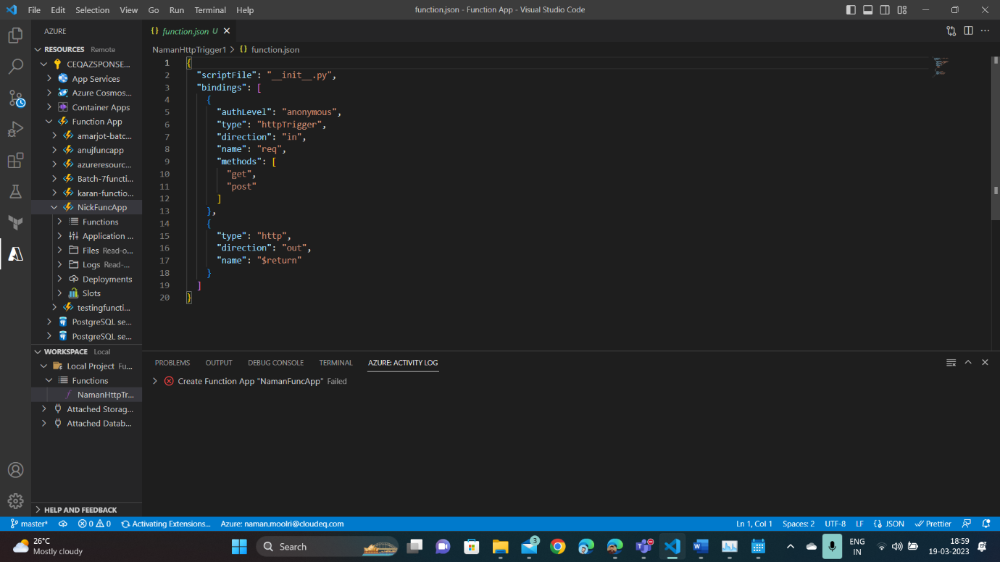 File Edit Selection View Go Run Terminal Help
function.json - Function App - Visual Studio Code
AZURE
RESOURCES Remote
CEQAZSPONSE...
App Services
Azure Cosmos...
Container Apps
Function App
amarjot-batc...
anujfuncapp
azureresourc...
Batch-7functi...
karan-functio...
NickFuncApp
Functions
Application ...
Files Read-o...
Logs Read-...
Deployments
Slots
testingfuncti...
PostgreSQL se...
PostgreSQL se...
WORKSPACE Local
Local Project Fu...
Functions
NamanHttpTr...
Attached Storag...
Attached Datab...
HELP AND FEEDBACK
{} function.json U
NamanHttpTrigger1 > {} function.json
1 {
2 "scriptFile": "__init__.py",
3 "bindings": [
4 {
5 "authLevel": "anonymous",
6 "type": "httpTrigger",
7 "direction": "in",
8 "name": "req",
9 "methods": [
10 "get",
11 "post"
12 ]
13 },
14 {
15 "type": "http",
16 "direction": "out",
17 "name": "$return"
18 }
19 ]
20 }
PROBLEMS OUTPUT DEBUG CONSOLE TERMINAL AZURE: ACTIVITY LOG
Create Function App "NamanFuncApp" Failed
master* 0 0 Activating Extensions... Azure: naman.moolri@cloudeq.com
Ln 1, Col 1 Spaces: 2 UTF-8 LF {} JSON Prettier
26°C
Mostly cloudy
Search
3
ENG
IN
18:59
19-03-2023